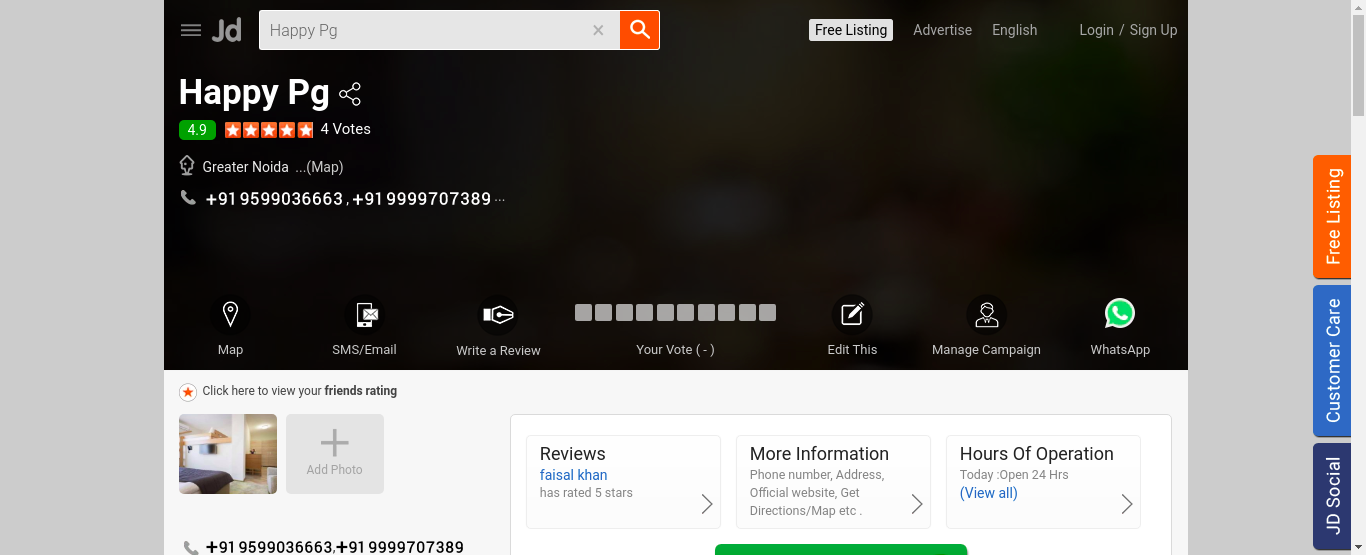 Jd Happy Pg × Free Listing Advertise English Login / Sign Up
Happy Pg
4.9 4 Votes
Greater Noida ...(Map)
+91 9599036663 , +91 9999707389 ...
Map SMS/Email Write a Review Your Vote ( - ) Edit This Manage Campaign WhatsApp
Click here to view your friends rating
Add Photo
Reviews
faisal khan
has rated 5 stars
More Information
Phone number, Address,
Official website, Get
Directions/Map etc .
Hours Of Operation
Today :Open 24 Hrs
(View all)
+91 9599036663,+91 9999707389
Free Listing
Customer Care
JD Social